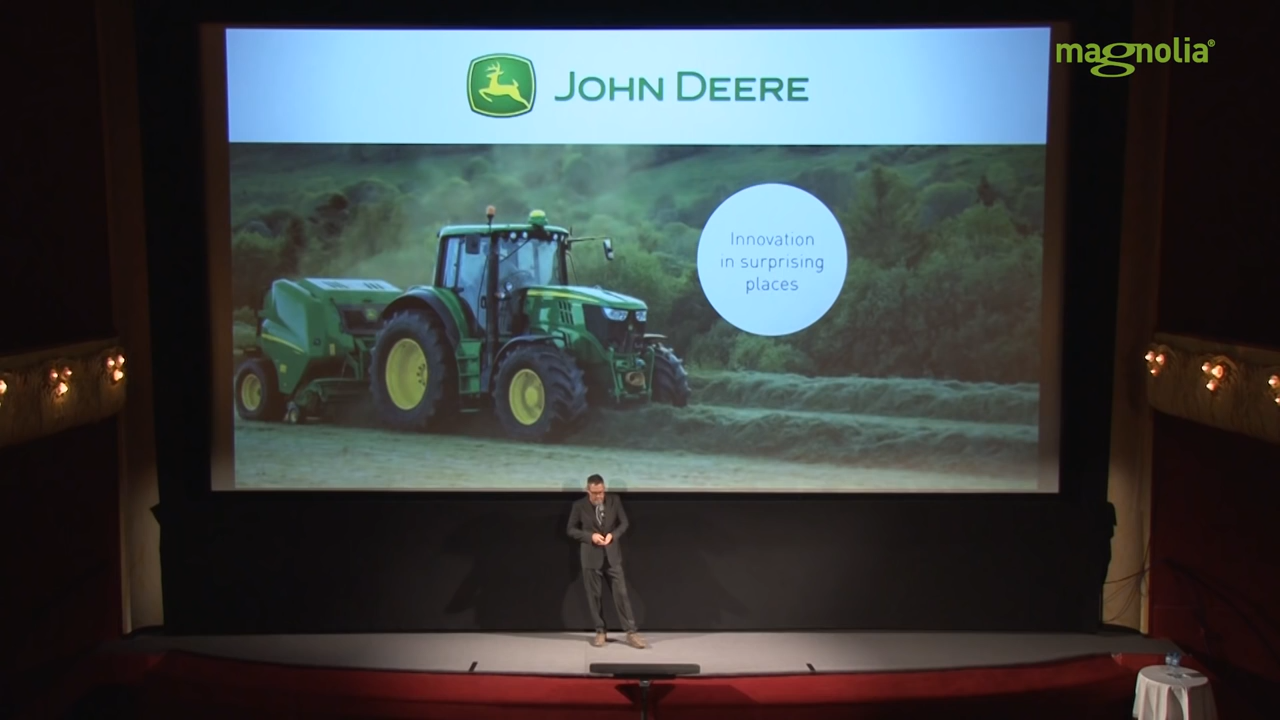 magnolia®
JOHN DEERE
Innovation
in surprising
places